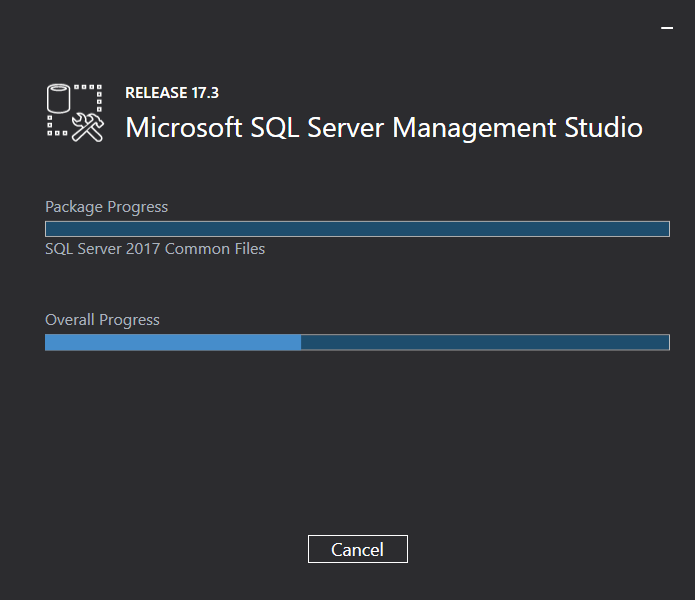 RELEASE 17.3
Microsoft SQL Server Management Studio
Package Progress
SQL Server 2017 Common Files
Overall Progress
Cancel